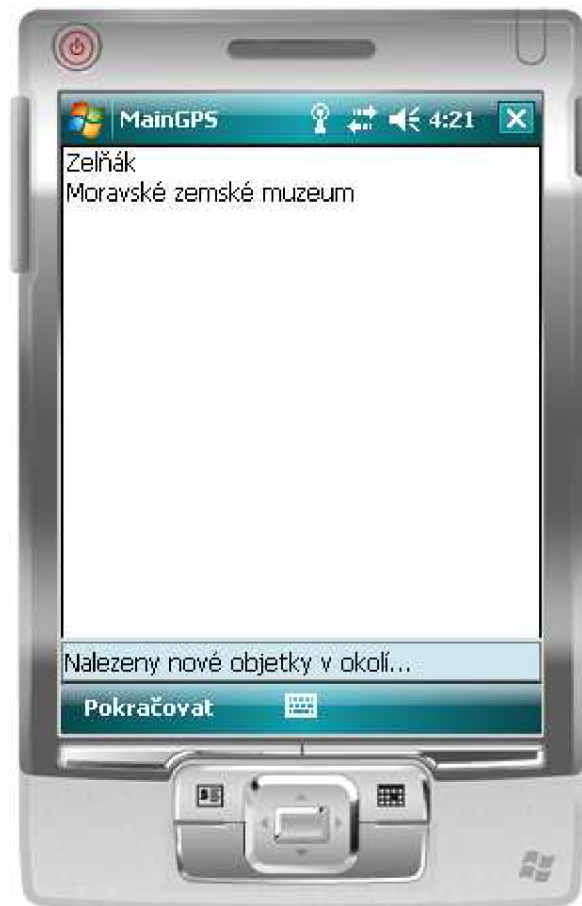 MainGPS 4:21
Zelňák
Moravské zemské muzeum
Nalezeny nové objetky v okolí...
Pokračovat